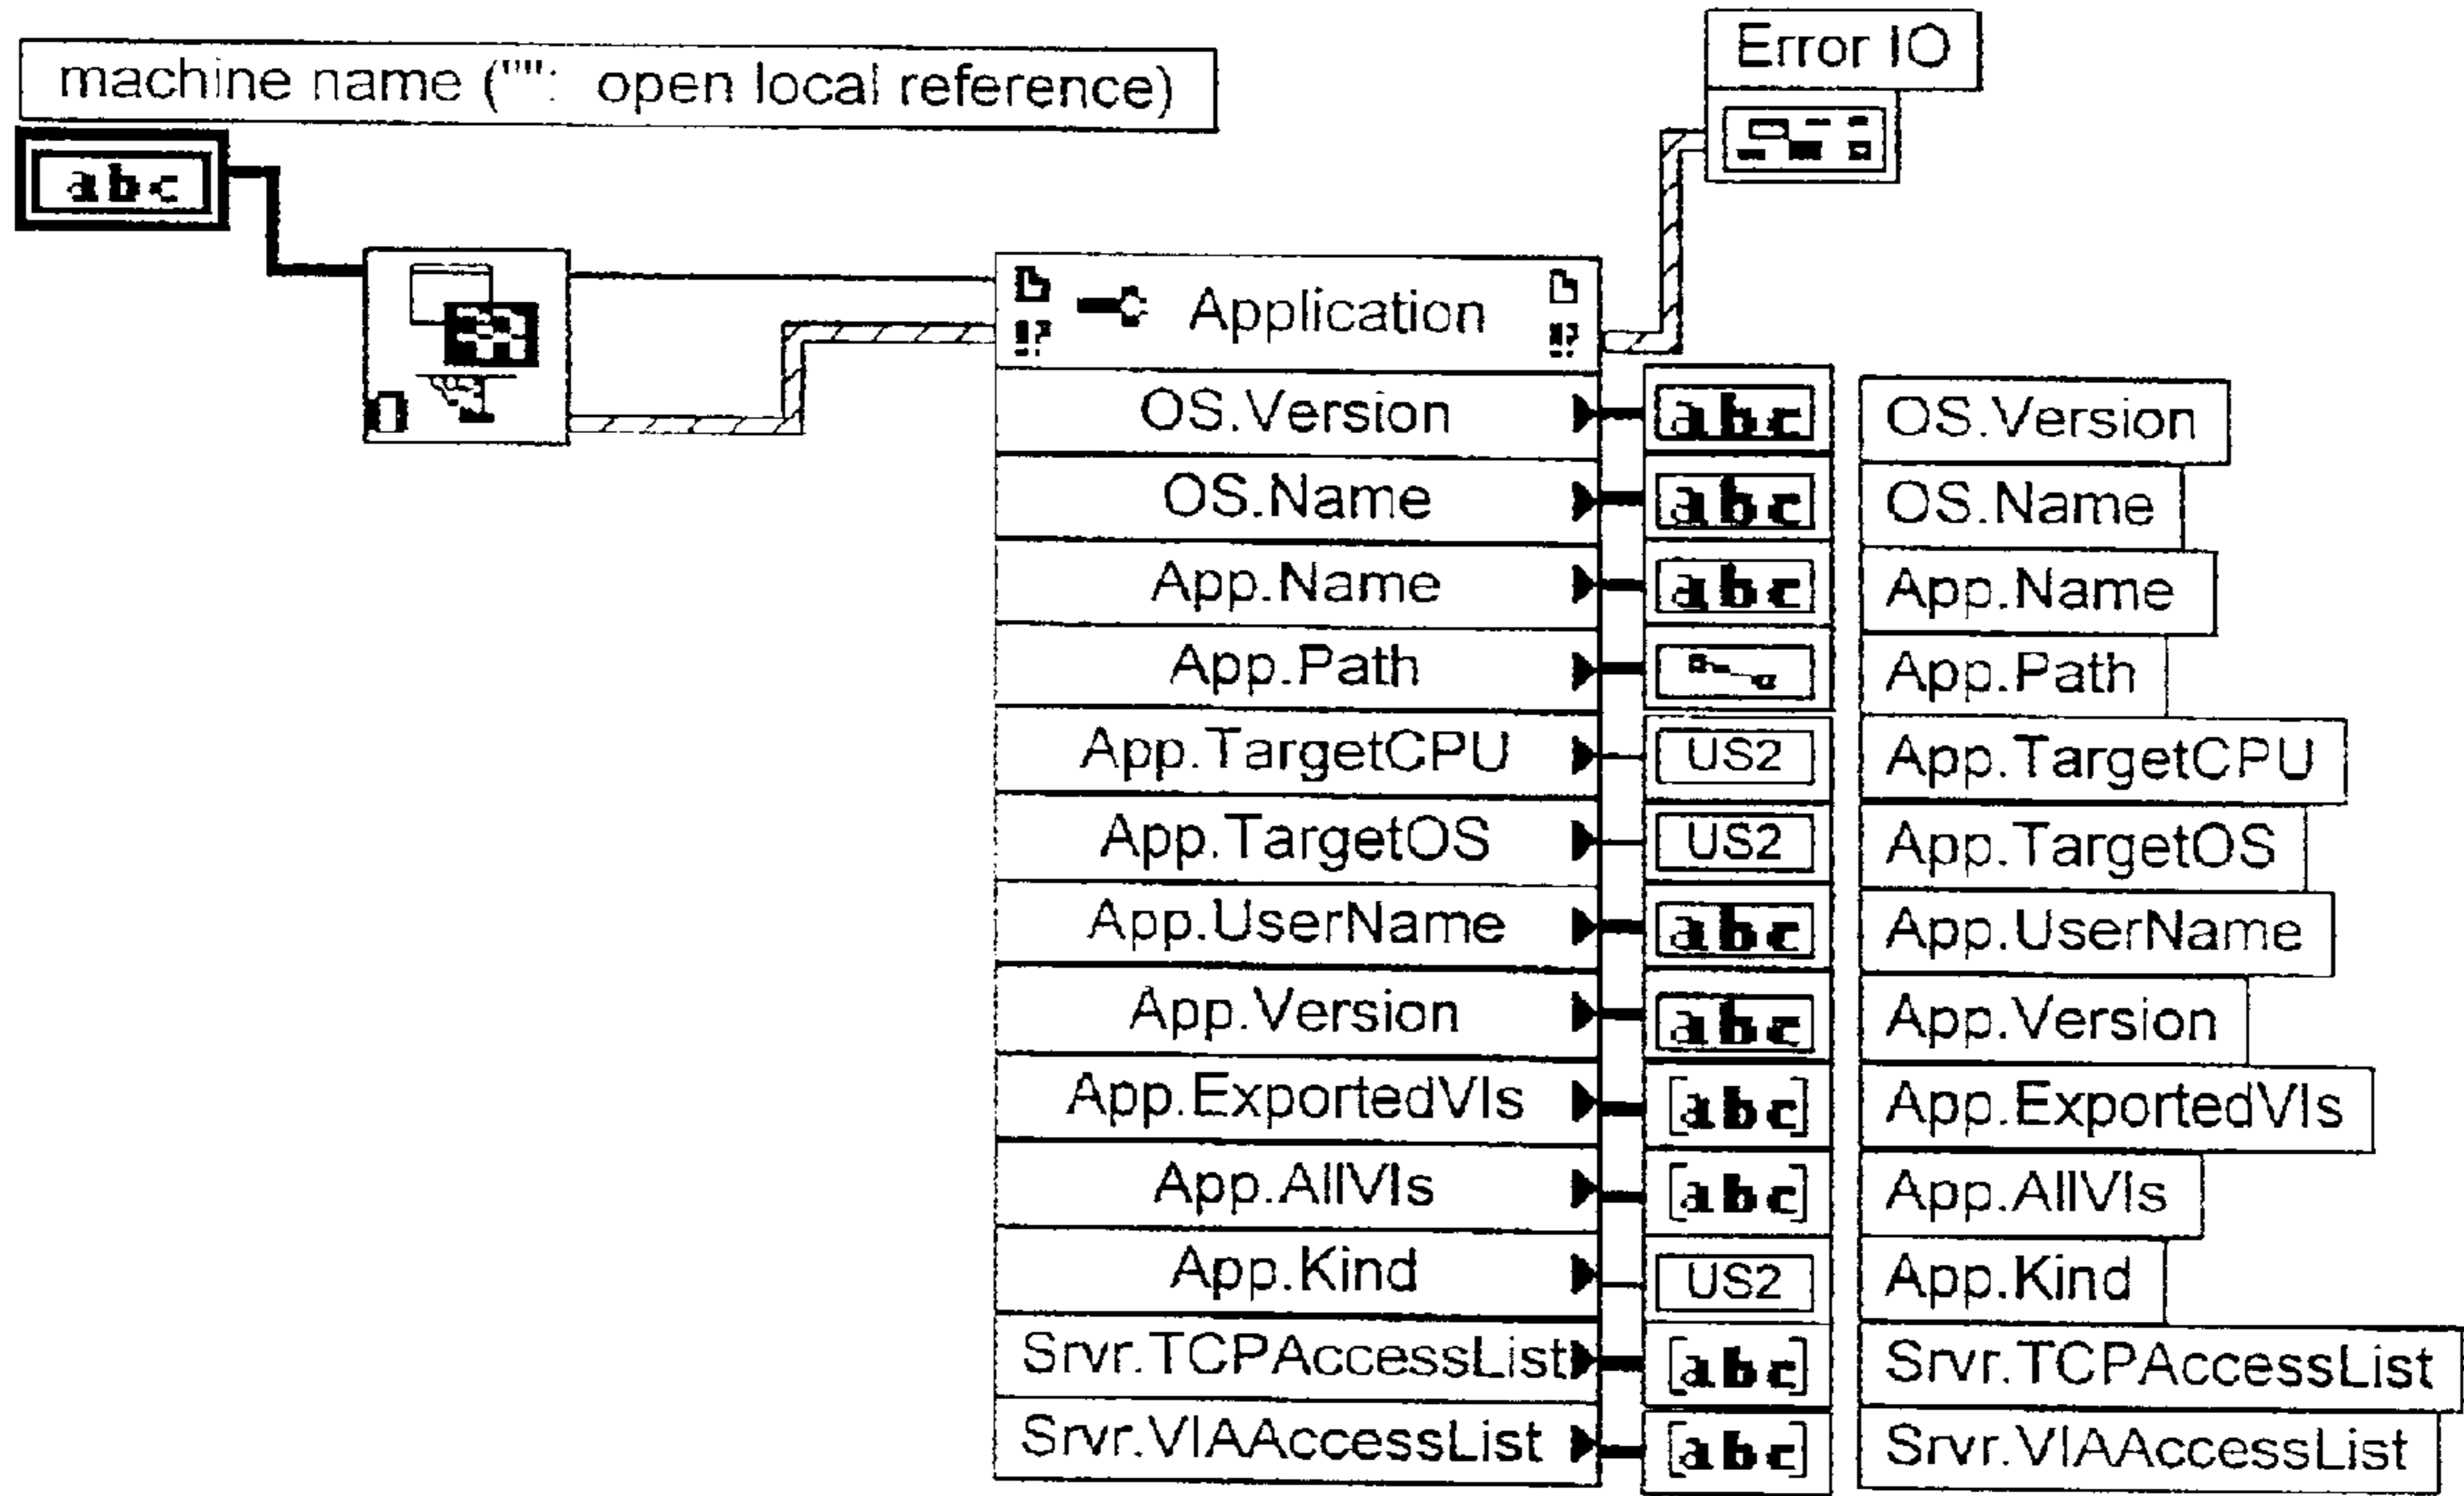 machine name ("": open local reference)
Error IO
abc
Application
OS.Version abc OS.Version
OS.Name abc OS.Name
App.Name abc App.Name
App.Path App.Path
App.TargetCPU US2 App.TargetCPU
App.TargetOS US2 App.TargetOS
App.UserName abc App.UserName
App.Version abc App.Version
App.ExportedVIs [abc] App.ExportedVIs
App.AllVIs [abc] App.AllVIs
App.Kind US2 App.Kind
Srvr.TCPAccessList [abc] Srvr.TCPAccessList
Srvr.VIAAccessList [abc] Srvr.VIAAccessList